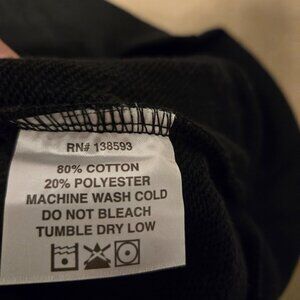 RN# 138593
80% COTTON
20% POLYESTER
MACHINE WASH COLD
DO NOT BLEACH
TUMBLE DRY LOW